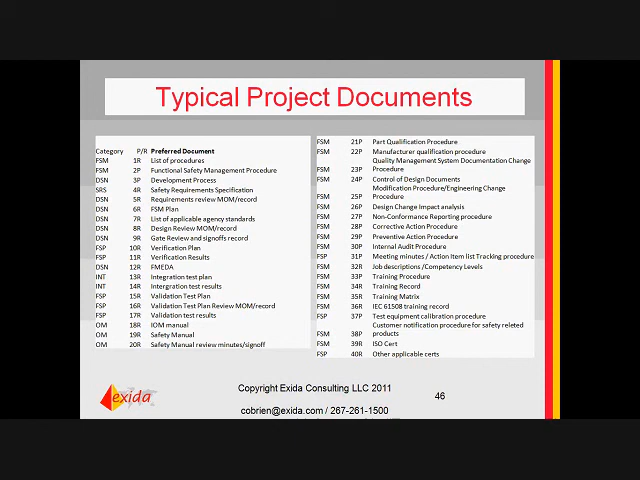 Typical Project Documents
Category P/R Preferred Document
FSM 1R List of procedures
FSM 2P Functional Safety Management Procedure
DSN 3P Development Process
SRS 4R Safety Requirements Specification
DSN 5R Requirements review MOM/record
DSN 6R FSM Plan
DSN 7R List of applicable agency standards
DSN 8R Design Review MOM/record
DSN 9R Gate Review and signoffs record
FSP 10R Verification Plan
FSP 11R Verification Results
DSN 12R FMEDA
INT 13R Integration test plan
INT 14R Intergration test results
FSP 15R Validation Test Plan
FSP 16R Validation Test Plan Review MOM/record
FSP 17R Validation test results
OM 18R IOM manual
OM 19R Safety Manual
OM 20R Safety Manual review minutes/signoff
FSM 21P Part Qualification Procedure
FSM 22P Manufacturer qualification procedure
Quality Management System Documentation Change
FSM 23P Procedure
FSM 24P Control of Design Documents
Modification Procedure/Engineering Change
FSM 25P Procedure
FSM 26P Design Change Impact analysis
FSM 27P Non-Conformance Reporting procedure
FSM 28P Corrective Action Procedure
FSM 29P Preventive Action Procedure
FSM 30P Internal Audit Procedure
FSP 31P Meeting minutes / Action Item list Tracking procedure
FSM 32R Job descriptions /Competency Levels
FSM 33P Training Procedure
FSM 34R Training Record
FSM 35R Training Matrix
FSM 36R IEC 61508 training record
FSP 37P Test equipment calibration procedure
Customer notification procedure for safety releted
FSM 38P products
FSM 39R ISO Cert
FSP 40R Other applicable certs
exida
Copyright Exida Consulting LLC 2011
46
cobrien@exida.com / 267-261-1500